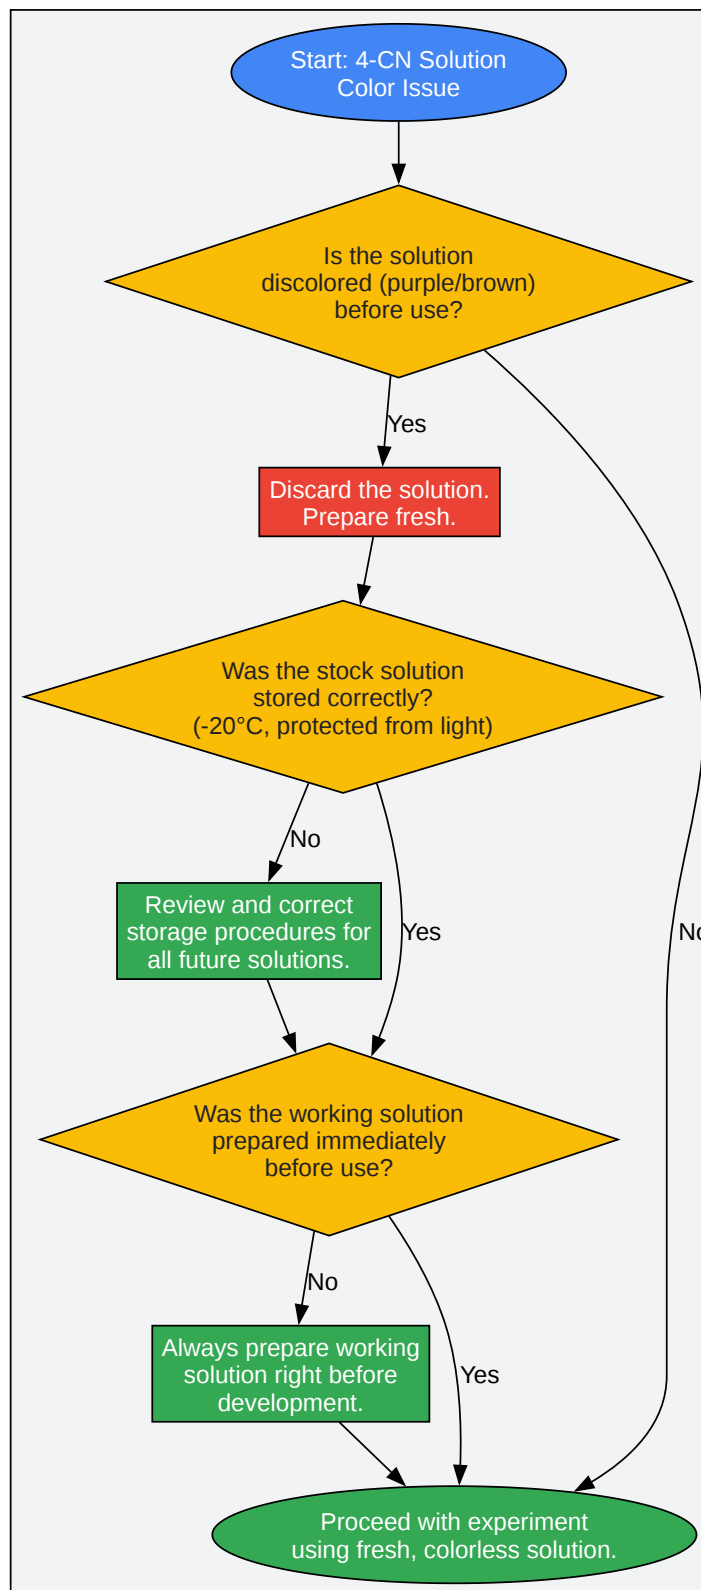 Start: 4-CN Solution
Color Issue
Is the solution
discolored (purple/brown)
before use?
Yes
Discard the solution.
Prepare fresh.
Was the stock solution
stored correctly?
(-20°C, protected from light)
No
Review and correct
storage procedures for
all future solutions.
Yes
No
Was the working solution
prepared immediately
before use?
No
Always prepare working
solution right before
development.
Yes
Proceed with experiment
using fresh, colorless solution.